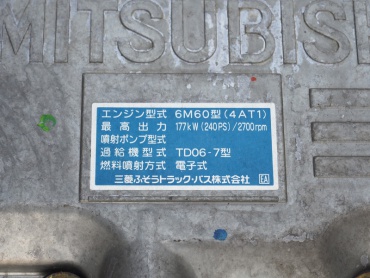 MITSUBIS
エンジン型式 6M60型(4AT1)
最高出力 177kW(240PS)/2700rpm
噴射ポンプ型式
過給機型式 TD06-7型
燃料噴射方式 電子式
三菱ふそうトラック・バス株式会社 EA